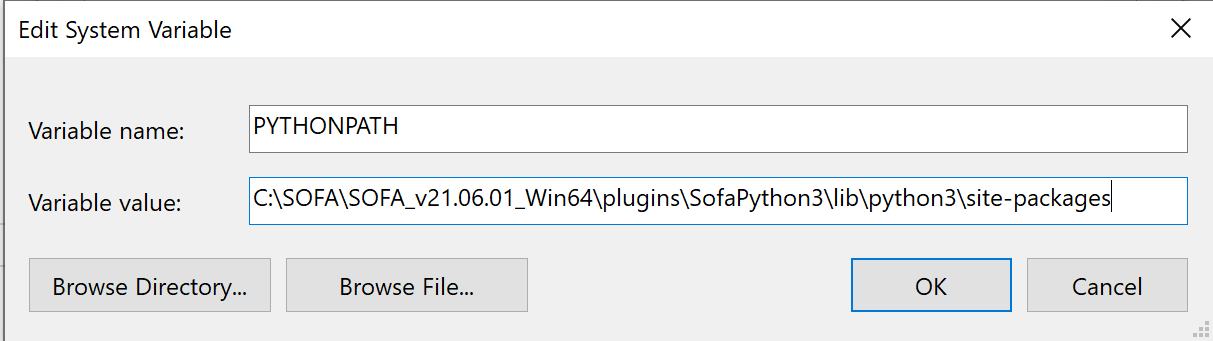 Edit System Variable
Variable name: PYTHONPATH
Variable value: C:\SOFA\SOFA_v21.06.01_Win64\plugins\SofaPython3\lib\python3\site-packages
Browse Directory... Browse File... OK Cancel